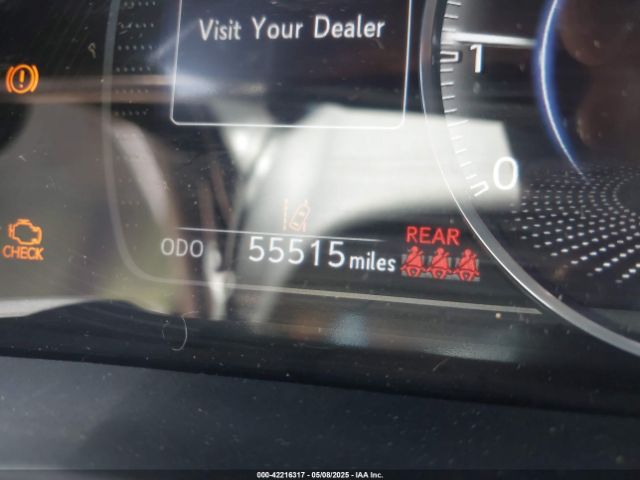 Visit Your Dealer
1
0
CHECK
REAR
ODO 55515 miles
000-42216317 - 05/08/2025 - IAA Inc.